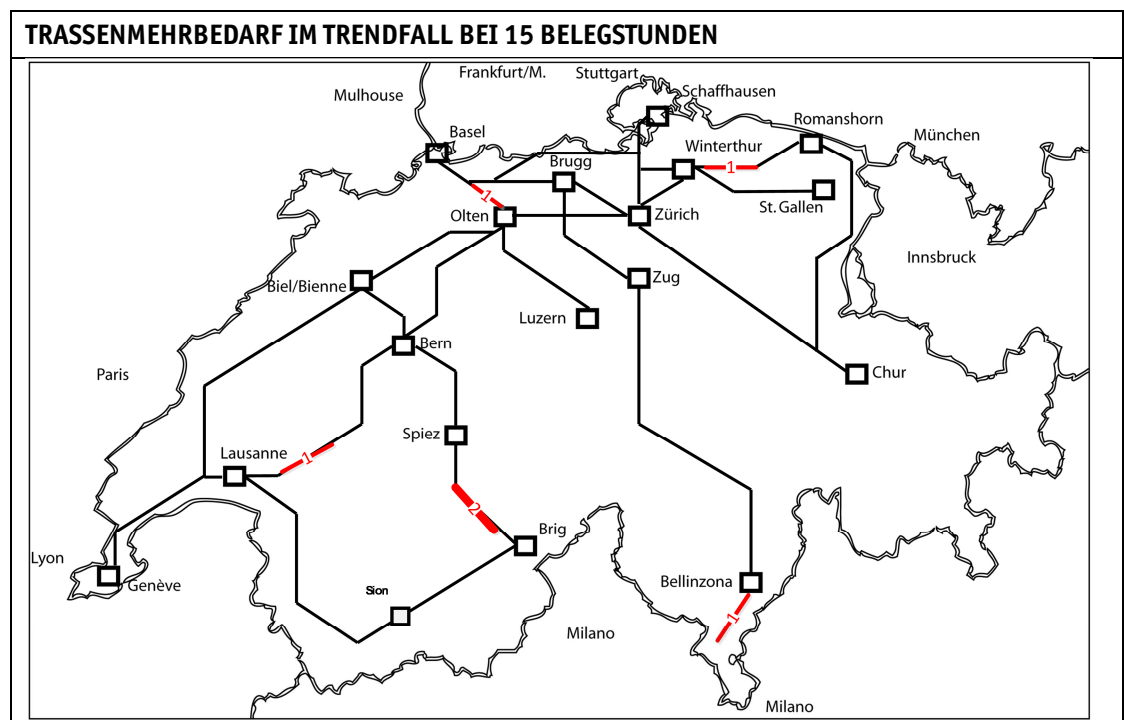 TRASSENMEHRBEDARF IM TRENDFALL BEI 15 BELEGSTUNDEN
Frankfurt/M.
Stuttgart
Mulhouse
Schaffhausen
Romanshorn
Basel
München
Winterthur
Brugg
1
1
St. Gallen
Olten
Zürich
Innsbruck
Zug
Biel/Bienne
Luzern
Bern
Paris
Chur
Spiez
Lausanne
1
2
Brig
Lyon
Genève
Bellinzona
Sion
1
Milano
Milano